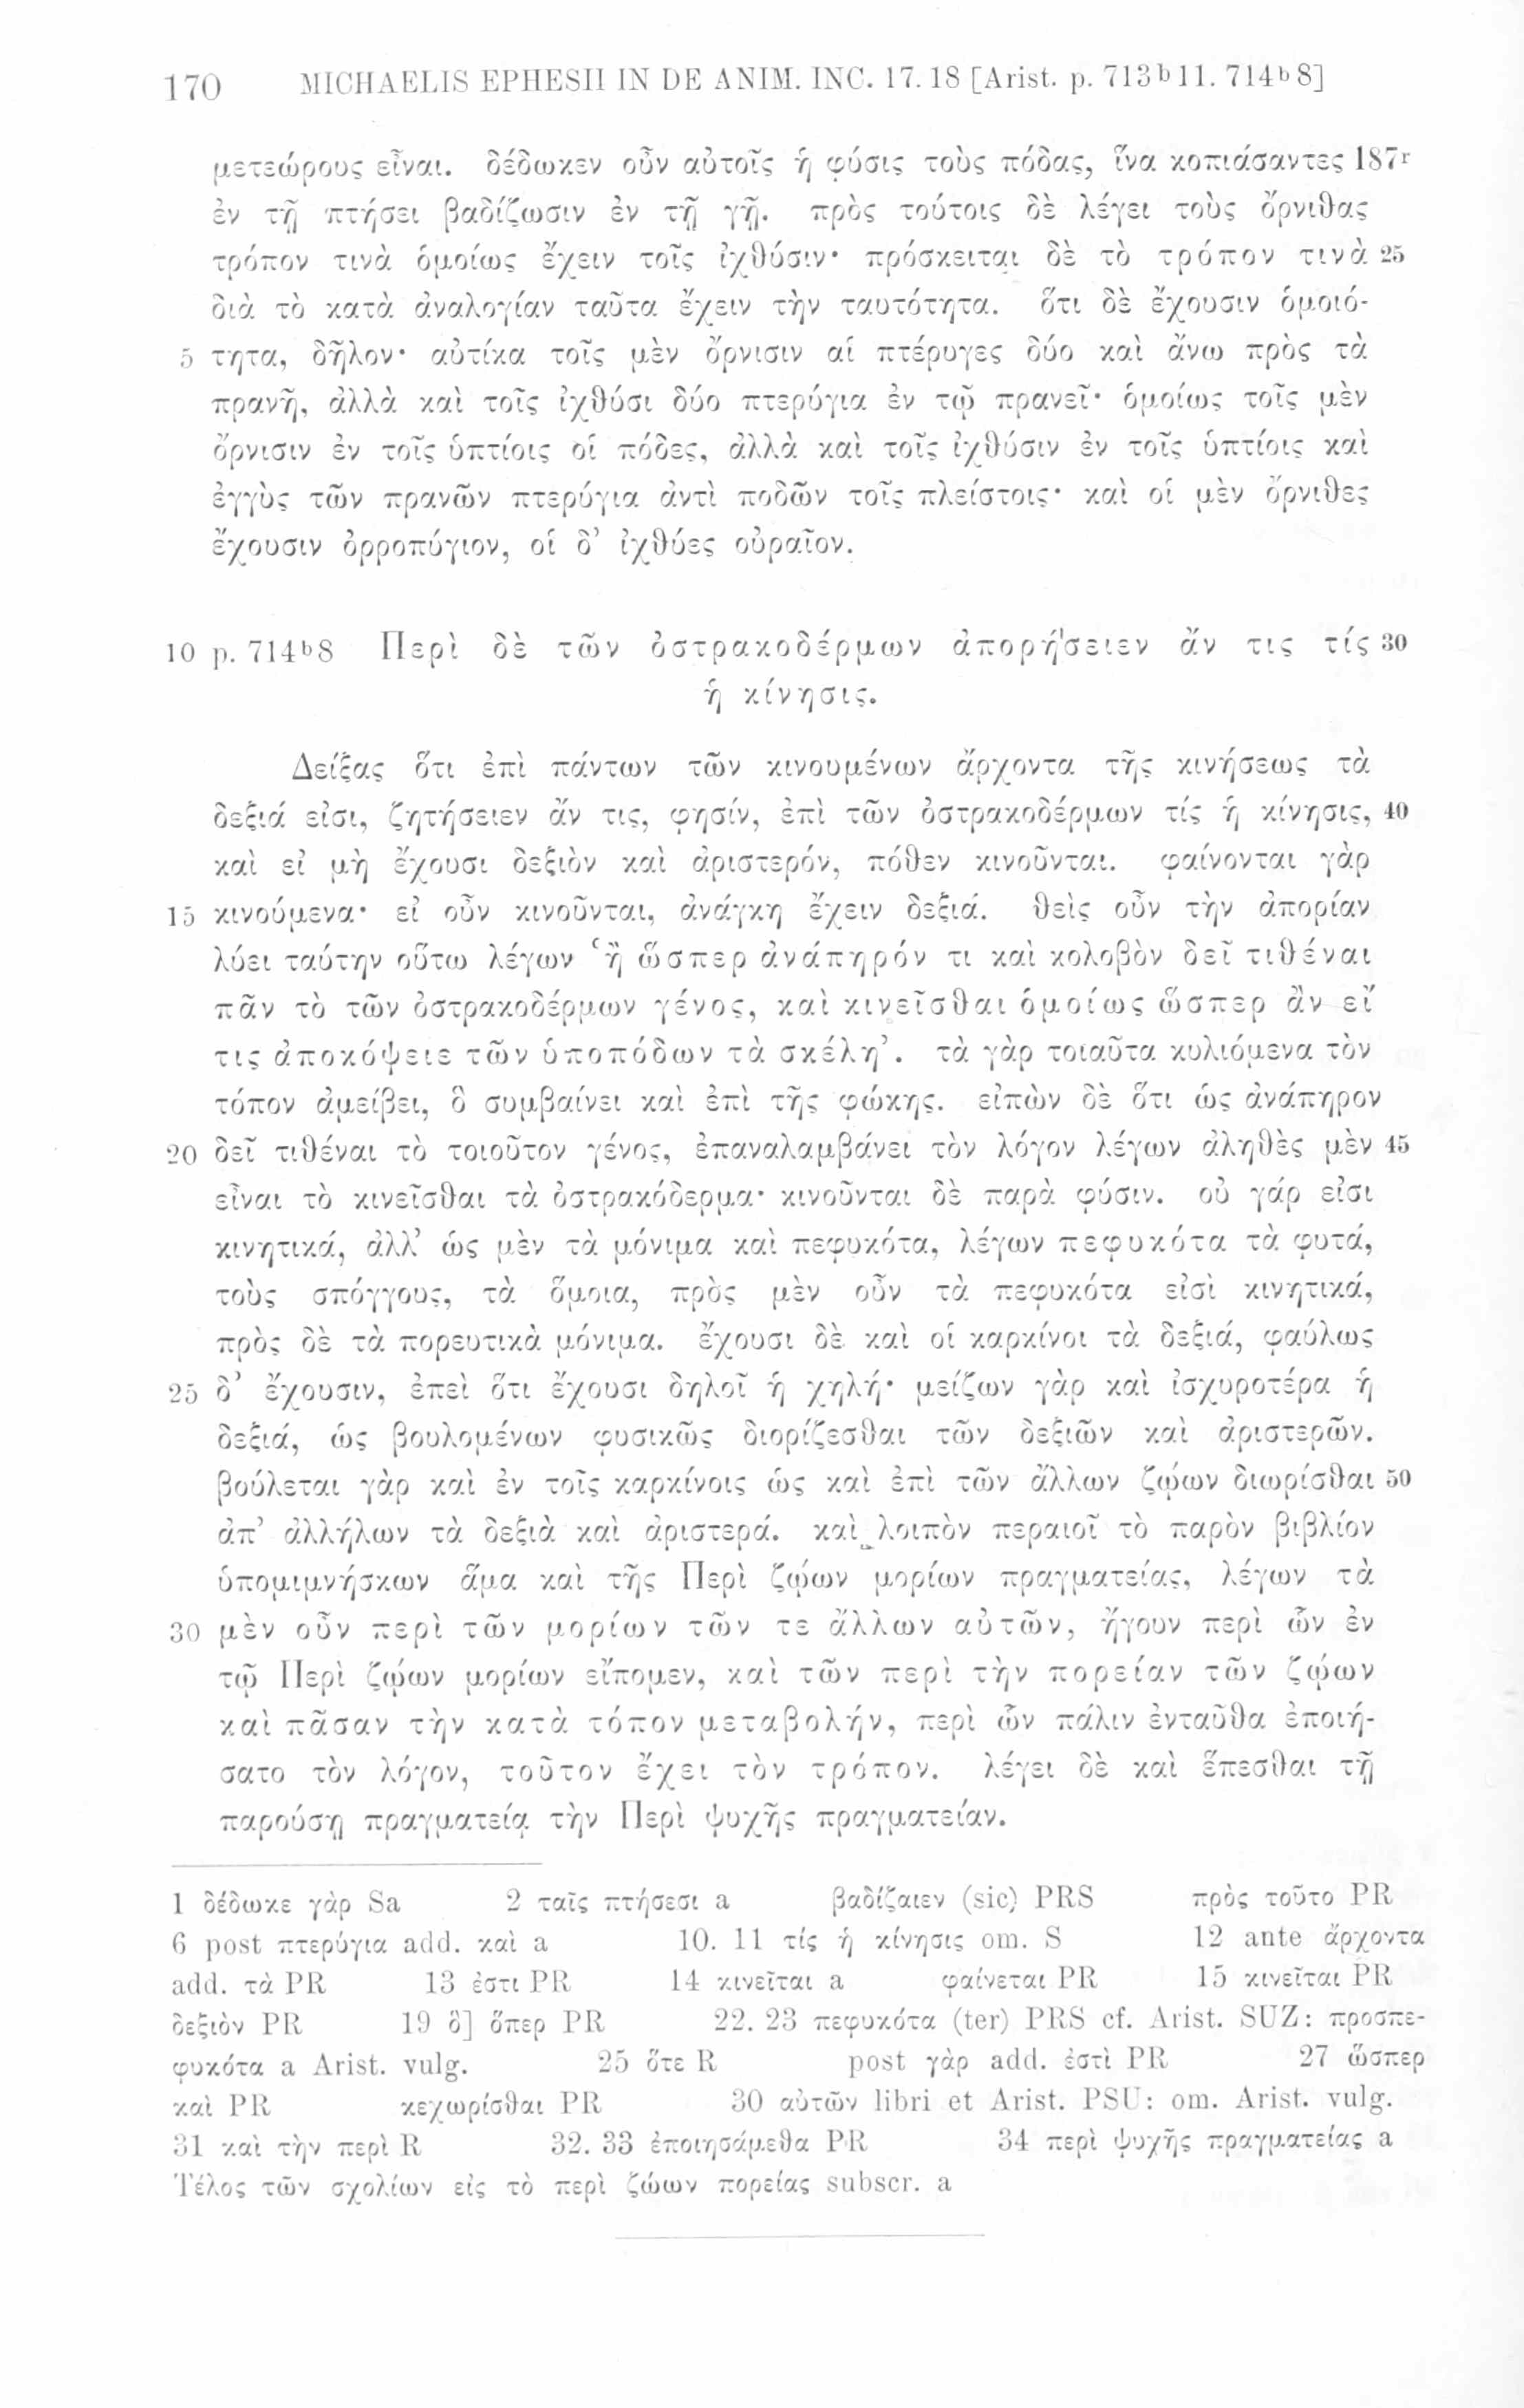 170 MICHAELIS EPHESII IN DE ANIM. INC. 17. 18 [Arist. p. 713ᵇ11. 714ᵇ8]
μετεώρους εἶναι. δέδωκεν οὖν αὐτοῖς ἡ φύσις τοὺς πόδας, ἵνα κοπιάσαντες 187ʳ
ἐν τῇ πτήσει βαδίζωσιν ἐν τῇ γῇ. πρὸς τούτοις δὲ λέγει τοὺς ὄρνιθας
τρόπον τινὰ ὁμοίως ἔχειν τοῖς ἰχθύσιν· πρόσκειται δὲ τὸ τρόπον τινὰ 25
διὰ τὸ κατὰ ἀναλογίαν ταῦτα ἔχειν τὴν ταυτότητα. ὅτι δὲ ἔχουσιν ὁμοιό-
5 τητα, δῆλον· αὐτίκα τοῖς μὲν ὄρνισιν αἱ πτέρυγες δύο καὶ ἄνω πρὸς τὰ
πρανῆ, ἀλλὰ καὶ τοῖς ἰχθύσι δύο πτερύγια ἐν τῷ πρανεῖ· ὁμοίως τοῖς μὲν
ὄρνισιν ἐν τοῖς ὑπτίοις οἱ πόδες, ἀλλὰ καὶ τοῖς ἰχθύσιν ἐν τοῖς ὑπτίοις καὶ
ἐγγὺς τῶν πρανῶν πτερύγια ἀντὶ ποδῶν τοῖς πλείστοις· καὶ οἱ μὲν ὄρνιθες
ἔχουσιν ὀρροπύγιον, οἱ δ' ἰχθύες οὐραῖον.
10 p. 714ᵇ8 Περὶ δὲ τῶν ὀστρακοδέρμων ἀπορήσειεν ἄν τις τίς 30
ἡ κίνησις.
Δείξας ὅτι ἐπὶ πάντων τῶν κινουμένων ἄρχοντα τῆς κινήσεως τὰ
δεξιά εἰσι, ζητήσειεν ἄν τις, φησίν, ἐπὶ τῶν ὀστρακοδέρμων τίς ἡ κίνησις, 40
καὶ εἰ μὴ ἔχουσι δεξιὸν καὶ ἀριστερόν, πόθεν κινοῦνται. φαίνονται γὰρ
15 κινούμενα· εἰ οὖν κινοῦνται, ἀνάγκη ἔχειν δεξιά. θεὶς οὖν τὴν ἀπορίαν
λύει ταύτην οὕτω λέγων ‘ἢ ὥσπερ ἀνάπηρόν τι καὶ κολοβὸν δεῖ τιθέναι
πᾶν τὸ τῶν ὀστρακοδέρμων γένος, καὶ κινεῖσθαι ὁμοίως ὥσπερ ἂν εἴ
τις ἀποκόψειε τῶν ὑποπόδων τὰ σκέλη’. τὰ γὰρ τοιαῦτα κυλιόμενα τὸν
τόπον ἀμείβει, ὃ συμβαίνει καὶ ἐπὶ τῆς φώκης. εἰπὼν δὲ ὅτι ὡς ἀνάπηρον
20 δεῖ τιθέναι τὸ τοιοῦτον γένος, ἐπαναλαμβάνει τὸν λόγον λέγων ἀληθὲς μὲν 45
εἶναι τὸ κινεῖσθαι τὰ ὀστρακόδερμα· κινοῦνται δὲ παρὰ φύσιν. οὐ γάρ εἰσι
κινητικά, ἀλλ' ὡς μὲν τὰ μόνιμα καὶ πεφυκότα, λέγων πεφυκότα τὰ φυτά,
τοὺς σπόγγους, τὰ ὅμοια, πρὸς μὲν οὖν τὰ πεφυκότα εἰσὶ κινητικά,
πρὸς δὲ τὰ πορευτικὰ μόνιμα. ἔχουσι δὲ καὶ οἱ καρκίνοι τὰ δεξιά, φαύλως
25 δ' ἔχουσιν, ἐπεὶ ὅτι ἔχουσι δηλοῖ ἡ χηλή· μείζων γὰρ καὶ ἰσχυροτέρα ἡ
δεξιά, ὡς βουλομένων φυσικῶς διορίζεσθαι τῶν δεξιῶν καὶ ἀριστερῶν.
βούλεται γὰρ καὶ ἐν τοῖς καρκίνοις ὡς καὶ ἐπὶ τῶν ἄλλων ζῴων διωρίσθαι 50
ἀπ' ἀλλήλων τὰ δεξιὰ καὶ ἀριστερά. καὶ λοιπὸν περαιοῖ τὸ παρὸν βιβλίον
ὑπομιμνήσκων ἅμα καὶ τῆς Περὶ ζῴων μορίων πραγματείας, λέγων τὰ
30 μὲν οὖν περὶ τῶν μορίων τῶν τε ἄλλων αὐτῶν, ἤγουν περὶ ὧν ἐν
τῷ Περὶ ζῴων μορίων εἴπομεν, καὶ τῶν περὶ τὴν πορείαν τῶν ζῴων
καὶ πᾶσαν τὴν κατὰ τόπον μεταβολήν, περὶ ὧν πάλιν ἐνταῦθα ἐποιή-
σατο τὸν λόγον, τοῦτον ἔχει τὸν τρόπον. λέγει δὲ καὶ ἕπεσθαι τῇ
παρούσῃ πραγματείᾳ τὴν Περὶ ψυχῆς πραγματείαν.
1 δέδωκε γὰρ Sa 2 ταῖς πτήσεσι a βαδίζαιεν (sic) PRS πρὸς τοῦτο PR
6 post πτερύγια add. καὶ a 10. 11 τίς ἡ κίνησις om. S 12 ante ἄρχοντα
add. τὰ PR 13 ἐστι PR 14 κινεῖται a φαίνεται PR 15 κινεῖται PR
δεξιὸν PR 19 ὃ] ὅπερ PR 22. 23 πεφυκότα (ter) PRS cf. Arist. SUZ: προσπε-
φυκότα a Arist. vulg. 25 ὅτε R post γὰρ add. ἐστὶ PR 27 ὥσπερ
καὶ PR κεχωρίσθαι PR 30 αὐτῶν libri et Arist. PSU: om. Arist. vulg.
31 καὶ τὴν περὶ R 32. 33 ἐποιησάμεθα PR 34 περὶ ψυχῆς πραγματείας a
Τέλος τῶν σχολίων εἰς τὸ περὶ ζώων πορείας subscr. a